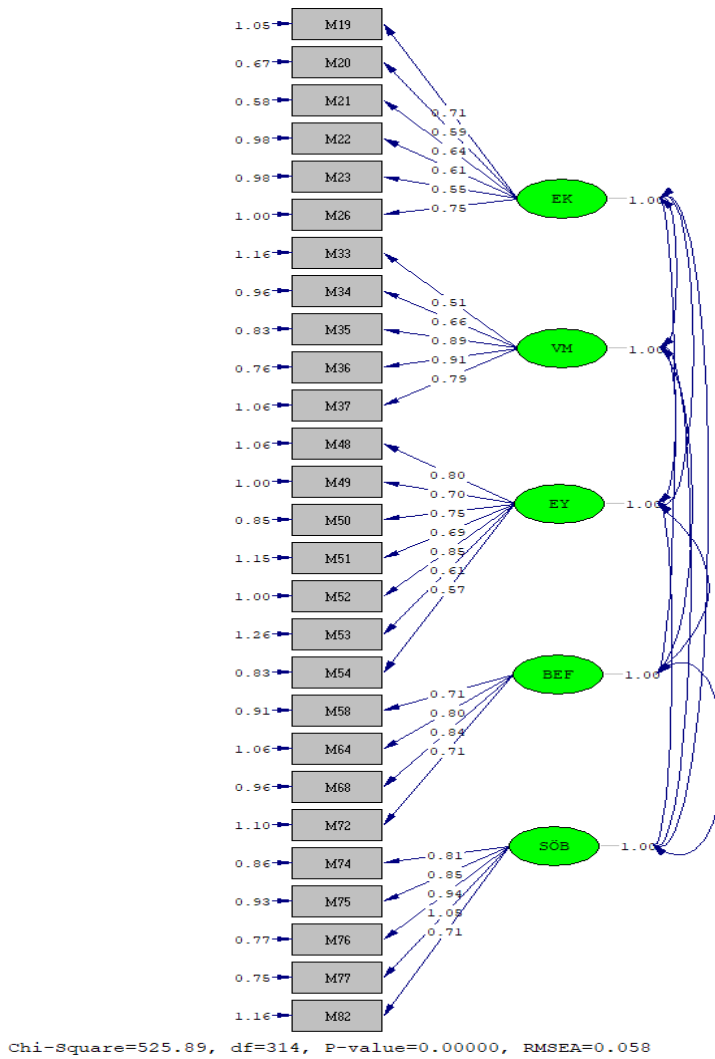 1.05 M19
0.67 M20
0.58 M21
0.98 M22
0.98 M23
1.00 M26
1.16 M33
0.96 M34
0.83 M35
0.76 M36
1.06 M37
1.06 M48
1.00 M49
0.85 M50
1.15 M51
1.00 M52
1.26 M53
0.83 M54
0.91 M58
1.06 M64
0.96 M68
1.10 M72
0.86 M74
0.93 M75
0.77 M76
0.75 M77
1.16 M82
0.71
0.59
0.64
0.61
0.55
0.75
EK 1.00
0.51
0.66
0.89
0.91
0.79
VM 1.00
0.80
0.70
0.75
0.69
0.85
0.61
0.57
EY 1.00
0.71
0.80
0.84
0.71
BEF 1.00
0.81
0.85
0.94
1.08
0.71
SÖB 1.00
Chi-Square=525.89, df=314, P-value=0.00000, RMSEA=0.058